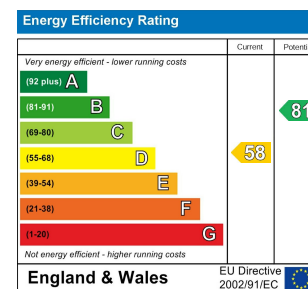 Energy Efficiency Rating
Current Potenti
Very energy efficient - lower running costs
(92 plus) A
(81-91) B 81
(69-80) C
(55-68) D 58
(39-54) E
(21-38) F
(1-20) G
Not energy efficient - higher running costs
England & Wales
EU Directive
2002/91/EC